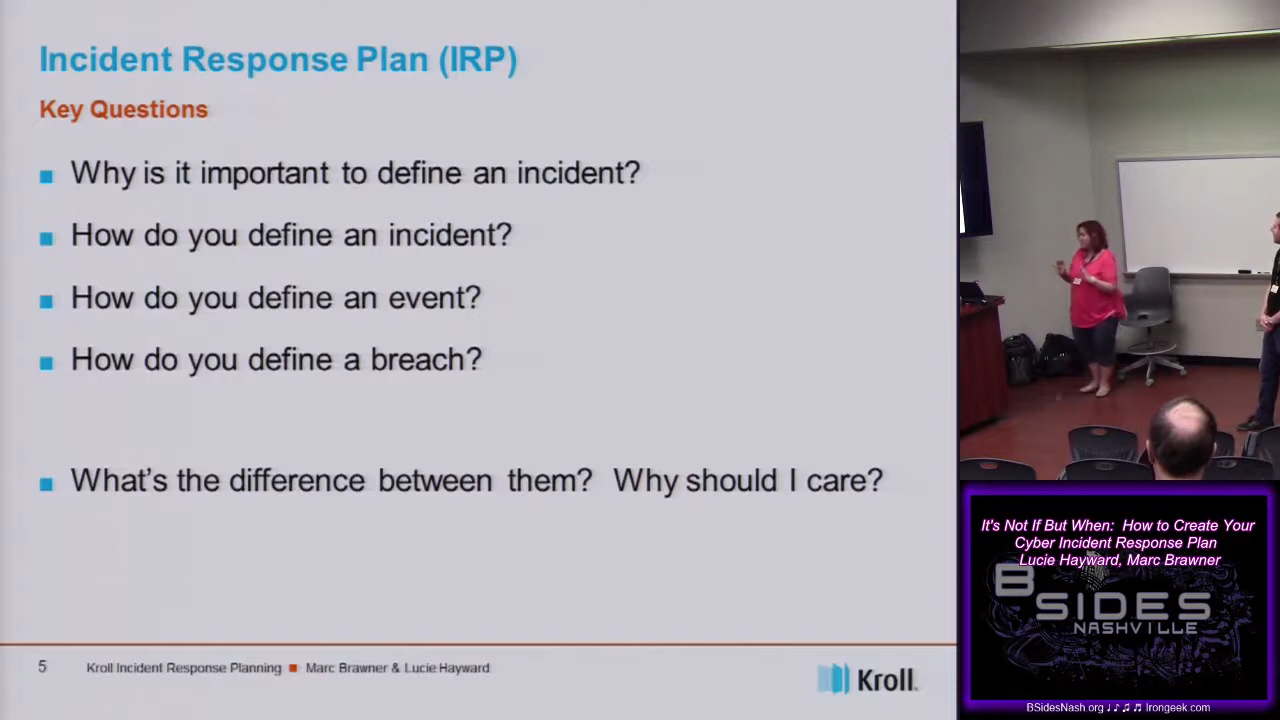 Incident Response Plan (IRP)
Key Questions
Why is it important to define an incident?
How do you define an incident?
How do you define an event?
How do you define a breach?
What's the difference between them? Why should I care?
5 Kroll Incident Response Planning ■ Marc Brawner & Lucie Hayward
Kroll.
It's Not If But When: How to Create Your
Cyber Incident Response Plan
Lucie Hayward, Marc Brawner
BSIDES
NASHVILLE
BSidesNash.org ♩ ♪ ♫ ♬ Irongeek.com